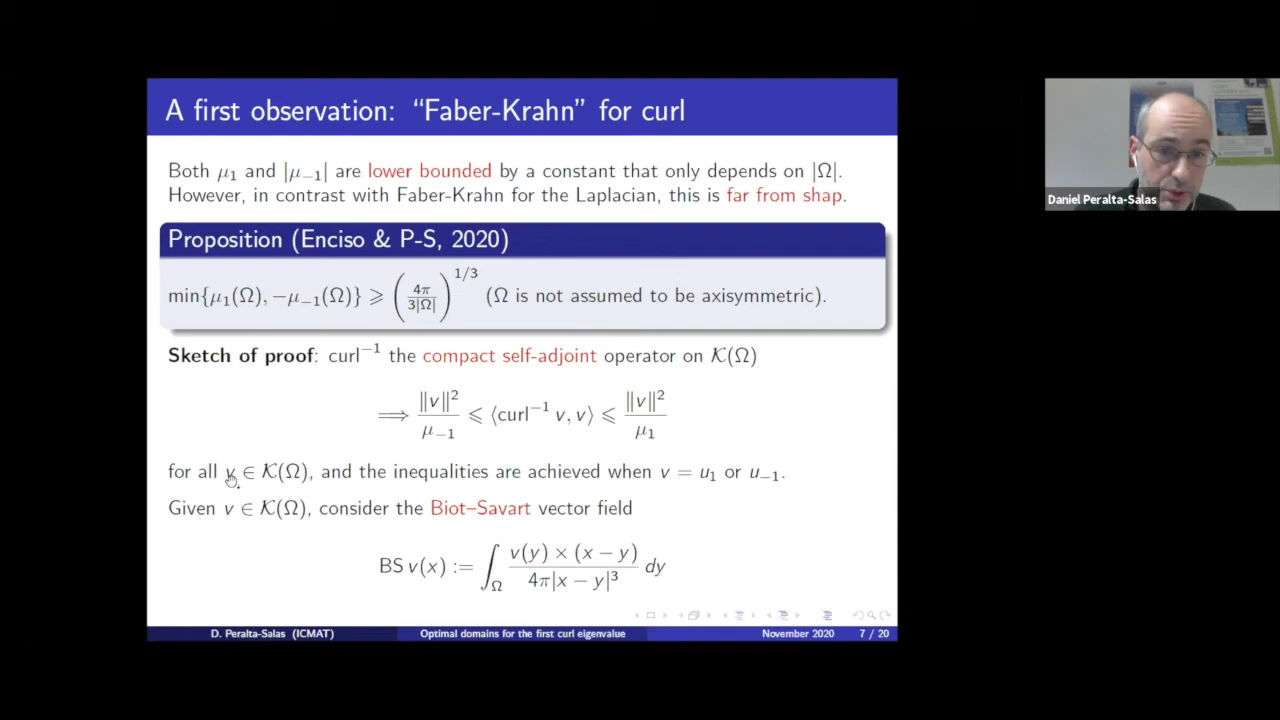 A first observation: "Faber-Krahn" for curl
Both μ₁ and |μ₋₁| are lower bounded by a constant that only depends on |Ω|.
However, in contrast with Faber-Krahn for the Laplacian, this is far from shap.
Proposition (Enciso & P-S, 2020)
min{μ₁(Ω), −μ₋₁(Ω)} ⩾ (4π / 3|Ω|)^{1/3} (Ω is not assumed to be axisymmetric).
Sketch of proof: curl⁻¹ the compact self-adjoint operator on 𝒦(Ω)
⟹ ‖v‖² / μ₋₁ ⩽ ⟨curl⁻¹ v, v⟩ ⩽ ‖v‖² / μ₁
for all v ∈ 𝒦(Ω), and the inequalities are achieved when v = u₁ or u₋₁.
Given v ∈ 𝒦(Ω), consider the Biot–Savart vector field
BS v(x) := ∫_Ω v(y) × (x − y) / 4π|x − y|³ dy
D. Peralta-Salas (ICMAT) Optimal domains for the first curl eigenvalue November 2020 7 / 20
Daniel Peralta-Salas